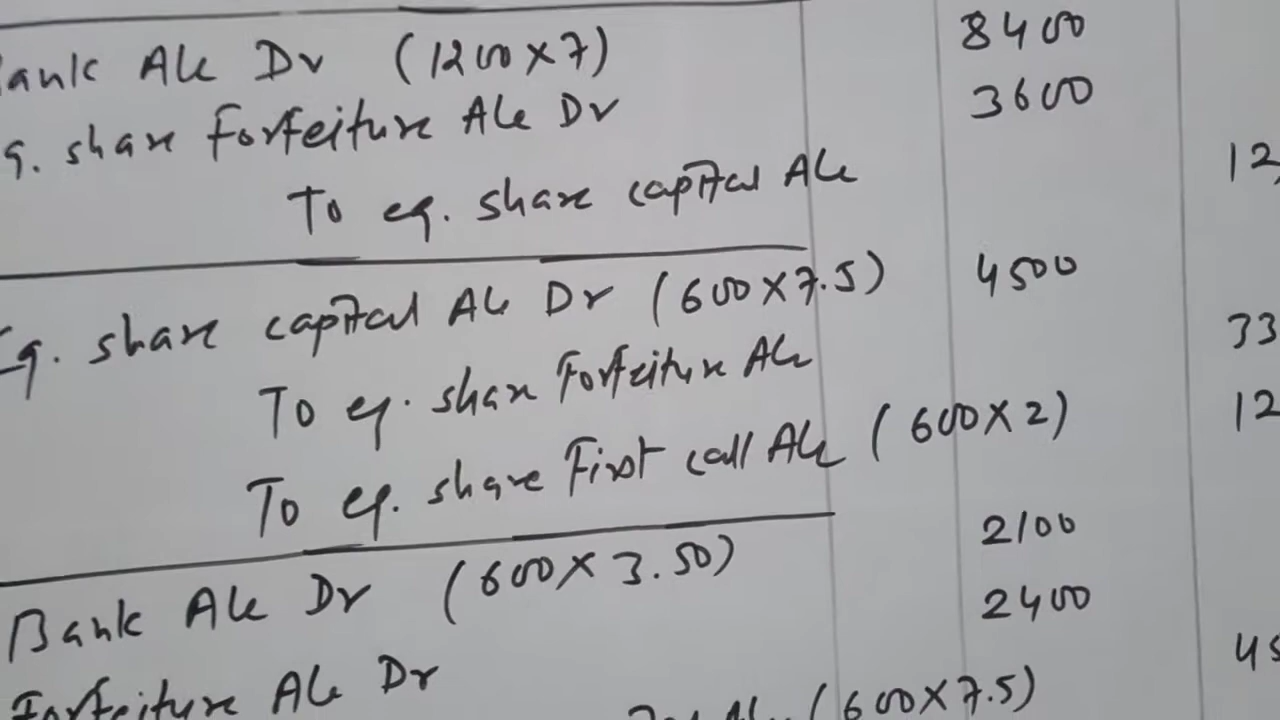 Bank A/c Dr (1200×7) 8400
Eq. share Forfeiture A/c Dr 3600
To eq. share capital A/c 12,
Eq. share capital A/c Dr (600×7.5) 4500
To eq. share Forfeiture A/c 33
To eq. share First call A/c (600×2) 12
Bank A/c Dr (600×3.50) 2100
Forfeiture A/c Dr 2400
A/c (600×7.5) 45